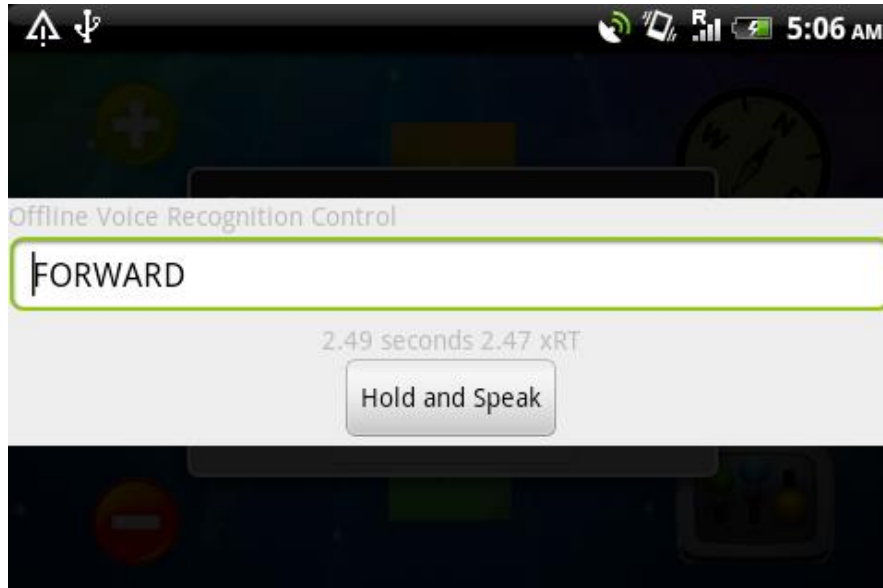 R
5:06 AM
W N
E
Offline Voice Recognition Control
FORWARD
2.49 seconds 2.47 xRT
Hold and Speak